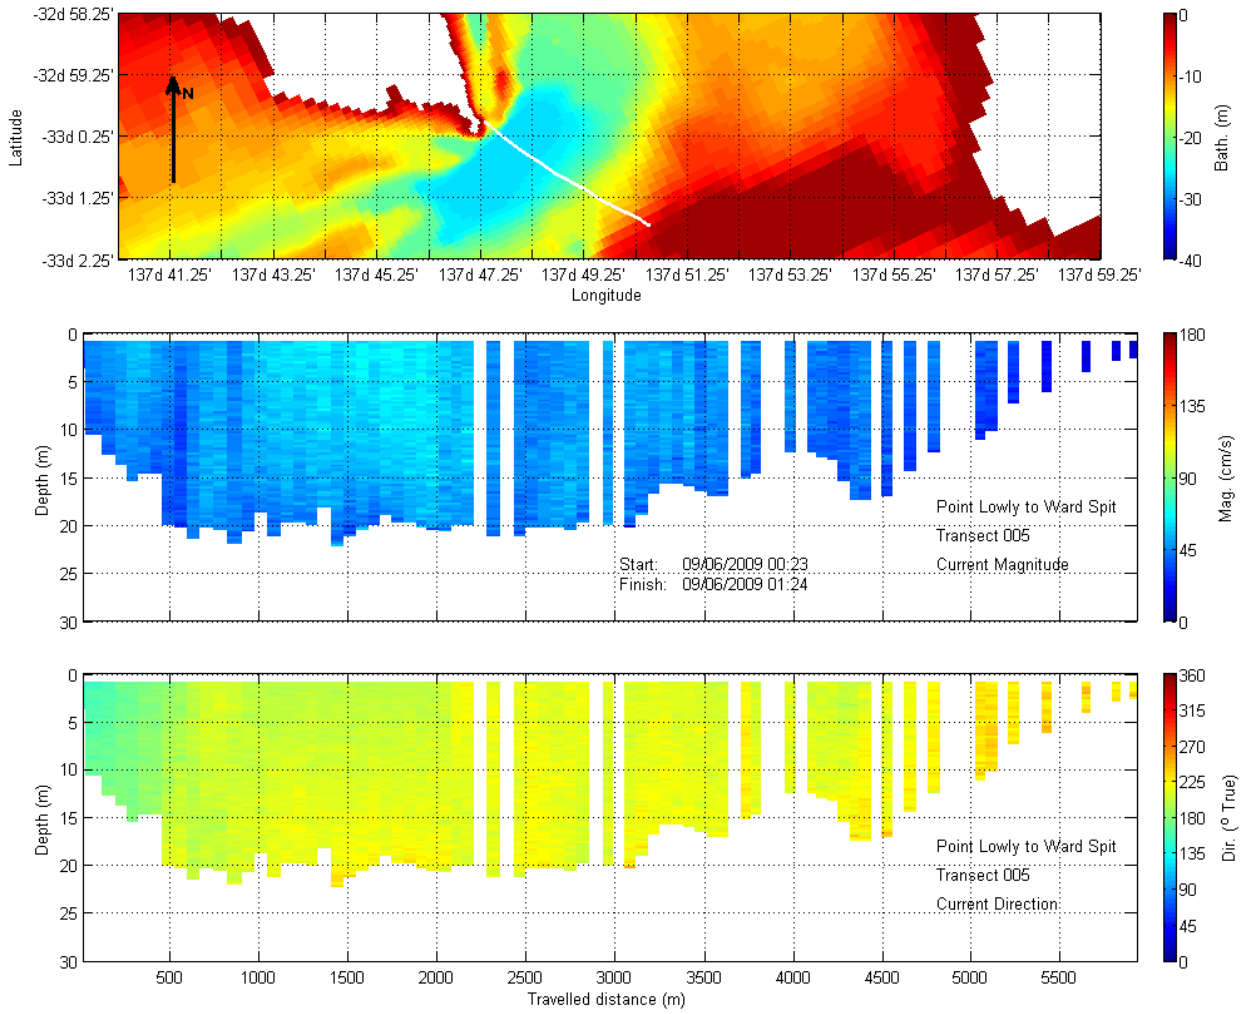 -32d 58.25'
-32d 59.25'
-33d 0.25'
-33d 1.25'
-33d 2.25'
Latitude
N
137d 41.25' 137d 43.25' 137d 45.25' 137d 47.25' 137d 49.25' 137d 51.25' 137d 53.25' 137d 55.25' 137d 57.25' 137d 59.25'
Longitude
0
-10
-20
-30
-40
Bath. (m)
0
5
10
15
20
25
30
Depth (m)
Point Lowly to Ward Spit
Transect 005
Current Magnitude
Start: 09/06/2009 00:23
Finish: 09/06/2009 01:24
180
135
90
45
0
Mag. (cm/s)
0
5
10
15
20
25
30
Depth (m)
Point Lowly to Ward Spit
Transect 005
Current Direction
500 1000 1500 2000 2500 3000 3500 4000 4500 5000 5500
Travelled distance (m)
360
315
270
225
180
135
90
45
0
Dir. (° True)